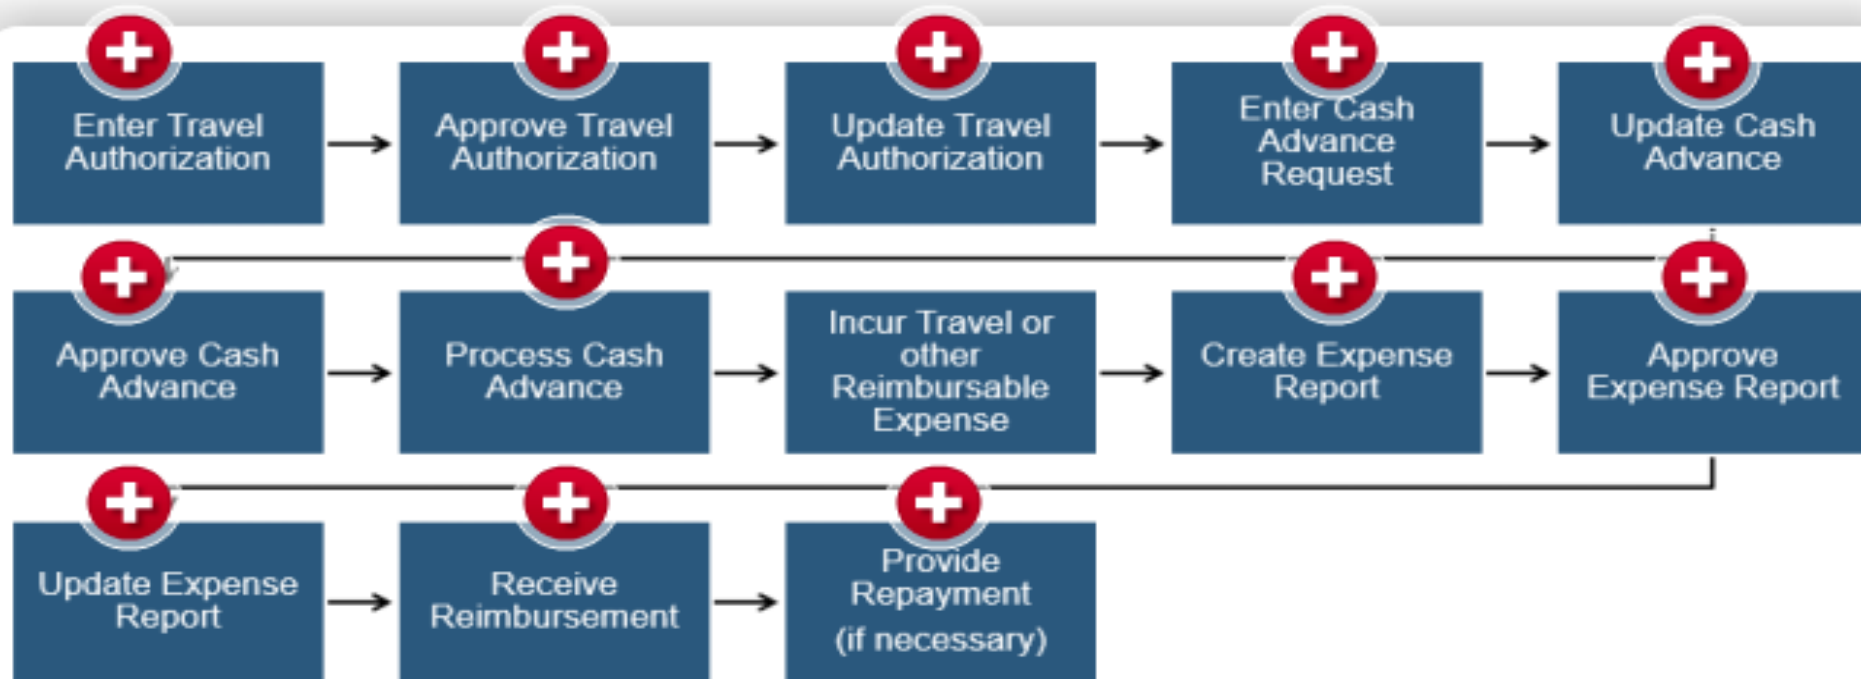 Enter Travel
Authorization
Approve Travel
Authorization
Update Travel
Authorization
Enter Cash
Advance
Request
Update Cash
Advance
Approve Cash
Advance
Process Cash
Advance
Incur Travel or
other
Reimbursable
Expense
Create Expense
Report
Approve
Expense Report
Update Expense
Report
Receive
Reimbursement
Provide
Repayment
(if necessary)